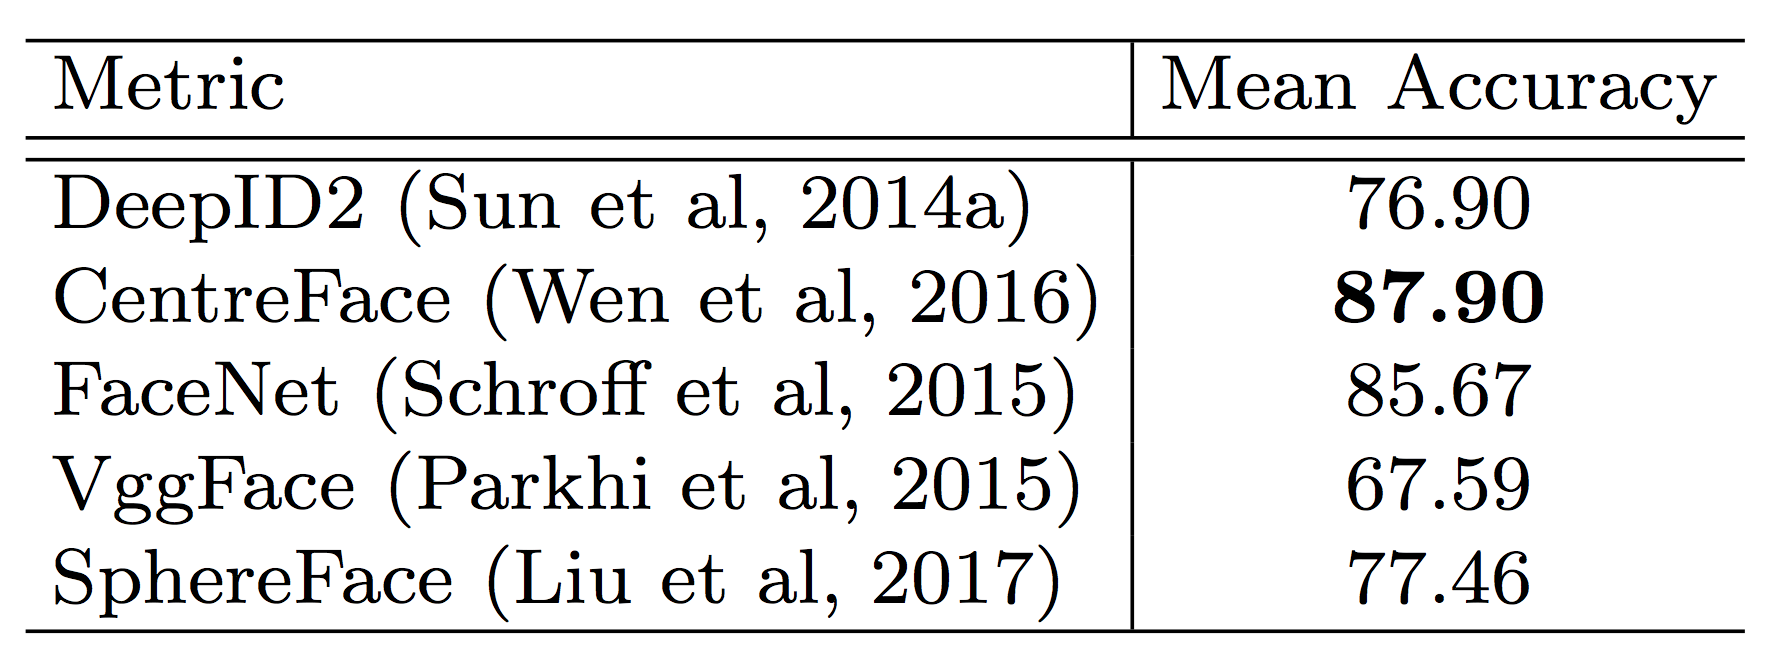 Metric Mean Accuracy
DeepID2 (Sun et al, 2014a) 76.90
CentreFace (Wen et al, 2016) 87.90
FaceNet (Schroff et al, 2015) 85.67
VggFace (Parkhi et al, 2015) 67.59
SphereFace (Liu et al, 2017) 77.46